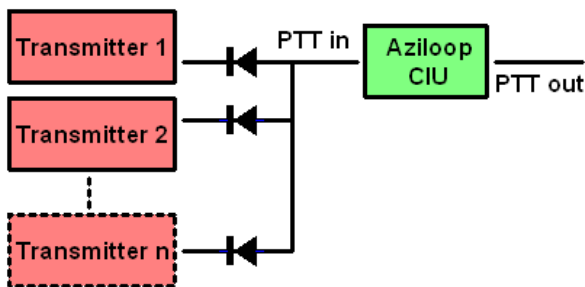 Transmitter 1
PTT in
Aziloop
CIU
PTT out
Transmitter 2
Transmitter n